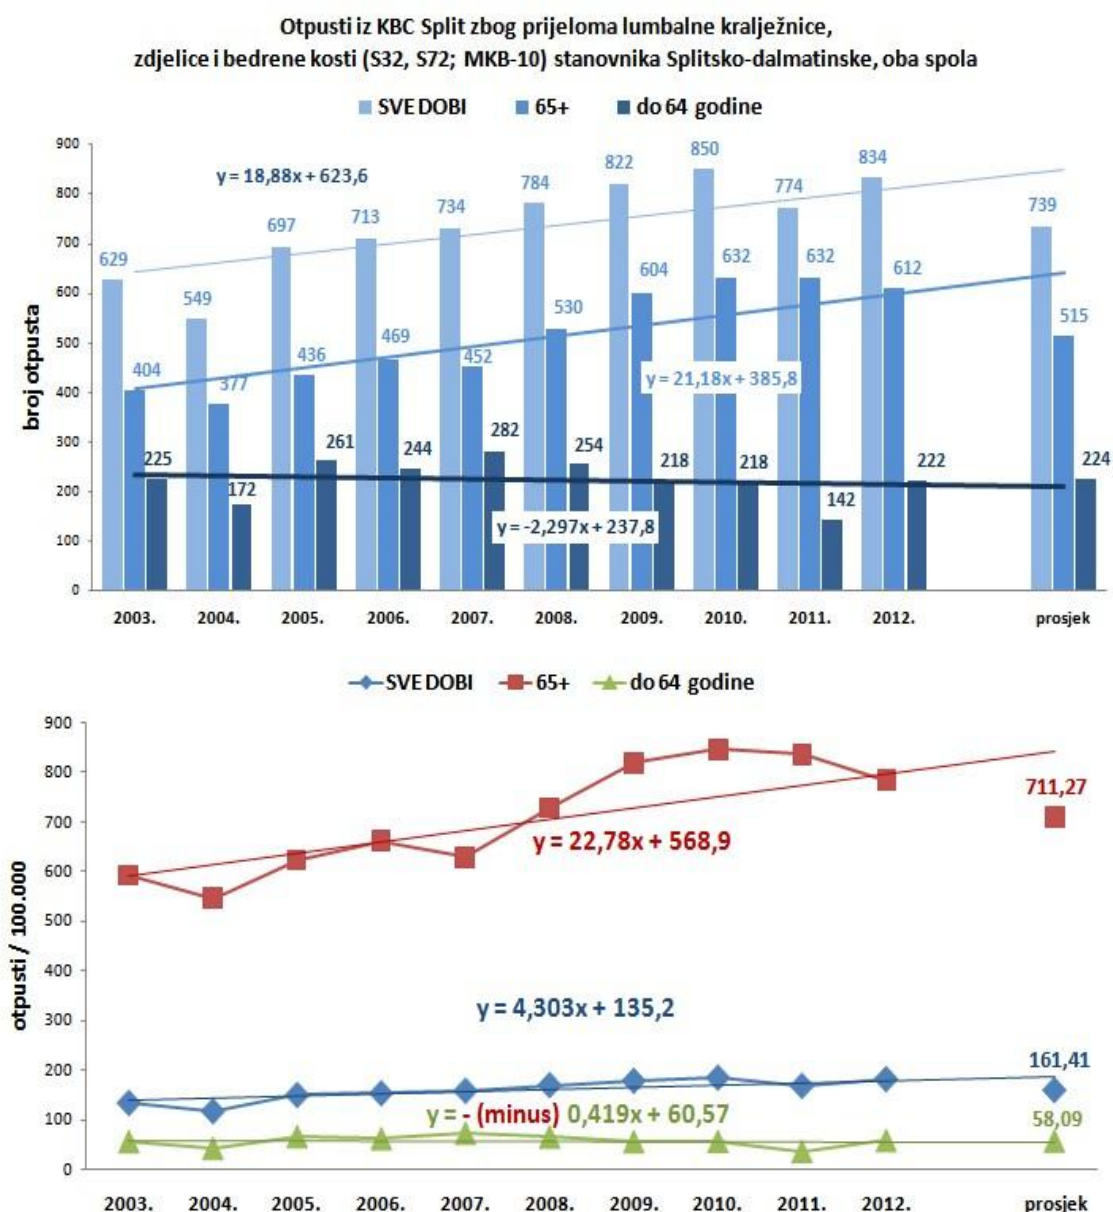 Otpusti iz KBC Split zbog prijeloma lumbalne kralježnice,
zdjelice i bedrene kosti (S32, S72; MKB-10) stanovnika Splitsko-dalmatinske, oba spola
SVE DOBI 65+ do 64 godine
broj otpusta
900
800
700
600
500
400
300
200
100
0
y = 18,88x + 623,6
y = 21,18x + 385,8
y = -2,297x + 237,8
629 404 225
549 377 172
697 436 261
713 469 244
734 452 282
784 530 254
822 604 218
850 632 218
774 632 142
834 612 222
739 515 224
2003. 2004. 2005. 2006. 2007. 2008. 2009. 2010. 2011. 2012. prosjek
SVE DOBI 65+ do 64 godine
otpusti / 100.000
900
800
700
600
500
400
300
200
100
0
711,27
y = 22,78x + 568,9
y = 4,303x + 135,2
161,41
y = - (minus) 0,419x + 60,57
58,09
2003. 2004. 2005. 2006. 2007. 2008. 2009. 2010. 2011. 2012. prosjek